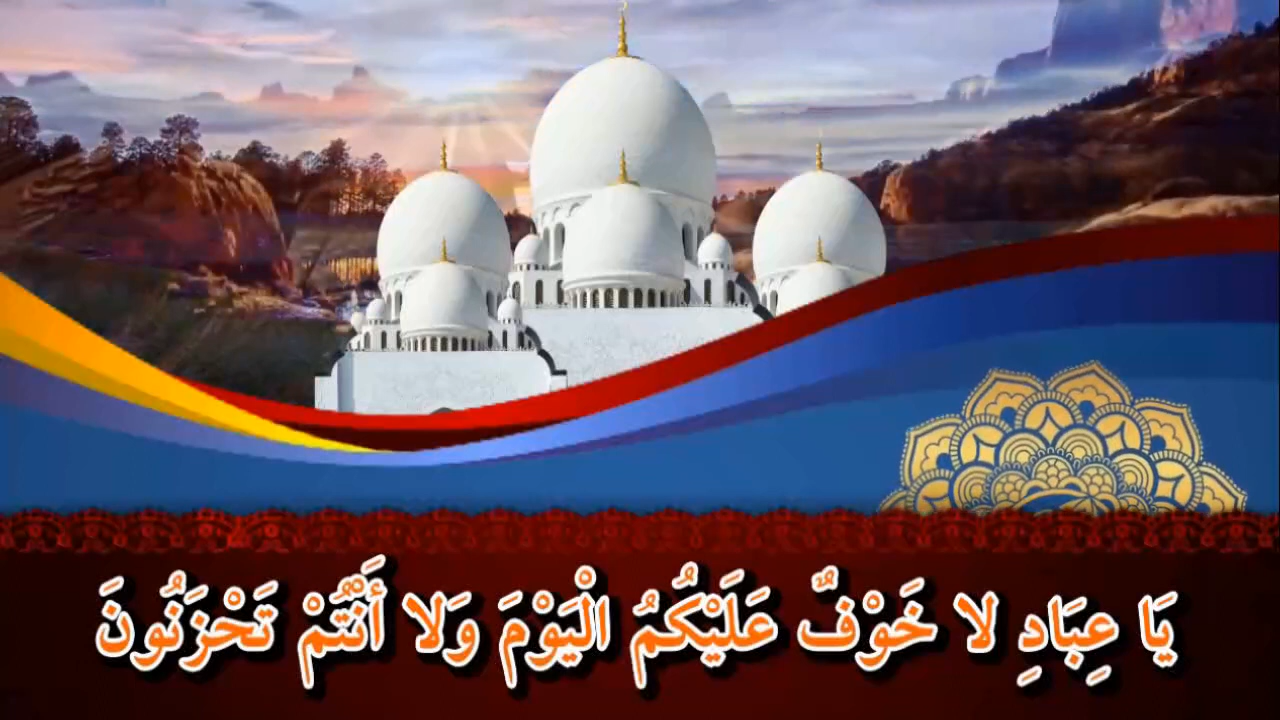 يَا عِبَادِ لا خَوْفٌ عَلَيْكُمُ الْيَوْمَ وَلا أَنْتُمْ تَحْزَنُونَ